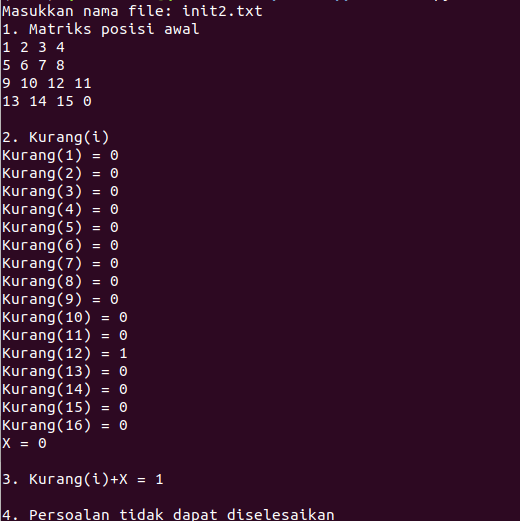 Masukkan nama file: init2.txt
1. Matriks posisi awal
1 2 3 4
5 6 7 8
9 10 12 11
13 14 15 0
2. Kurang(i)
Kurang(1) = 0
Kurang(2) = 0
Kurang(3) = 0
Kurang(4) = 0
Kurang(5) = 0
Kurang(6) = 0
Kurang(7) = 0
Kurang(8) = 0
Kurang(9) = 0
Kurang(10) = 0
Kurang(11) = 0
Kurang(12) = 1
Kurang(13) = 0
Kurang(14) = 0
Kurang(15) = 0
Kurang(16) = 0
X = 0
3. Kurang(i)+X = 1
4. Persoalan tidak dapat diselesaikan